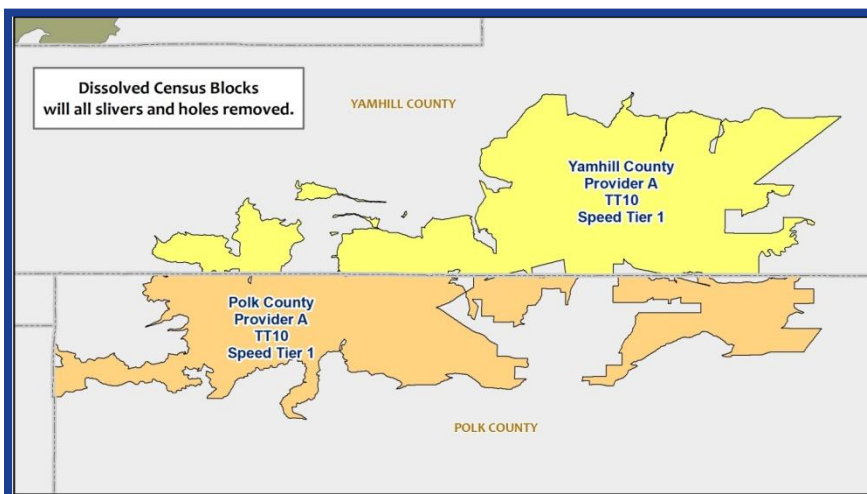 Dissolved Census Blocks
will all slivers and holes removed.
YAMHILL COUNTY
Yamhill County
Provider A
TT10
Speed Tier 1
Polk County
Provider A
TT10
Speed Tier 1
POLK COUNTY